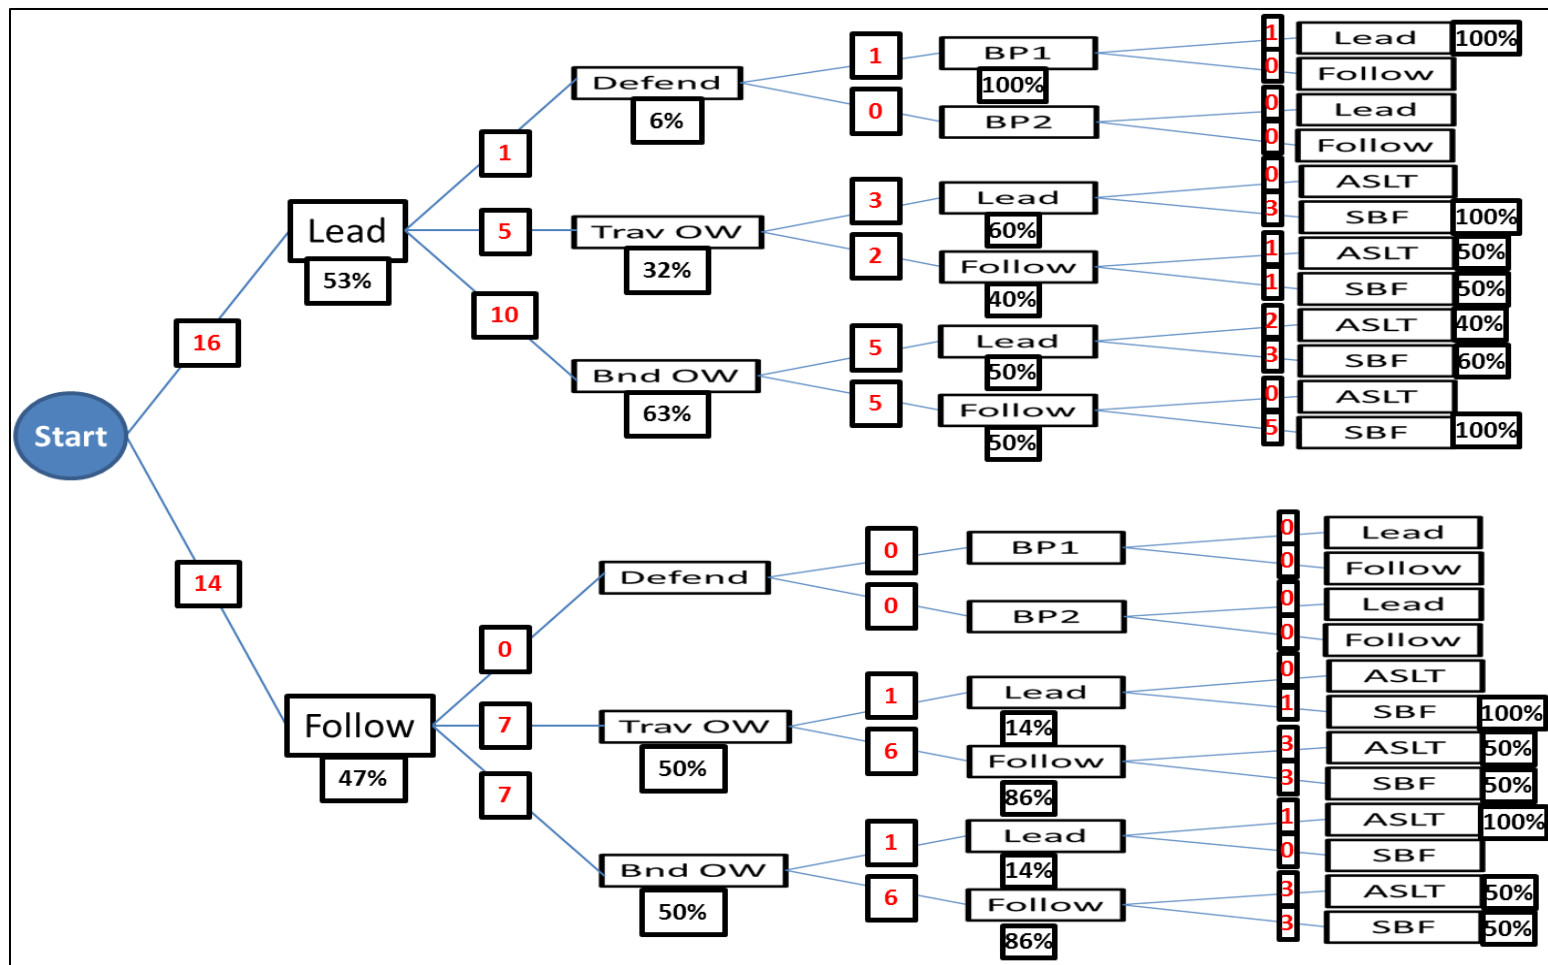 1 Lead 100%
1 BP1 0 Follow
Defend 100% 0 Lead
6% 0 BP2 0 Follow
1 0 ASLT
3 Lead 3 SBF 100%
Lead 5 Trav OW 60% 1 ASLT 50%
53% 32% 2 Follow 1 SBF 50%
10 40% 2 ASLT 40%
16 5 Lead 3 SBF 60%
Bnd OW 50% 0 ASLT
63% 5 Follow 5 SBF 100%
Start 50%
0 Lead
0 BP1 0 Follow
14 Defend 0 Lead
0 BP2 0 Follow
0 0 ASLT
1 Lead 1 SBF 100%
Follow 7 Trav OW 14% 3 ASLT 50%
47% 50% 6 Follow 3 SBF 50%
7 86% 1 ASLT 100%
1 Lead 0 SBF
Bnd OW 14% 3 ASLT 50%
50% 6 Follow 3 SBF 50%
86%